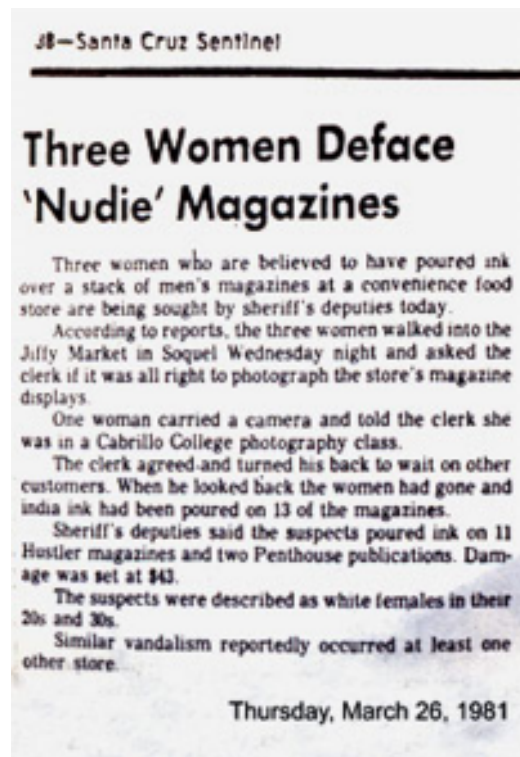 38—Santa Cruz Sentinel
Three Women Deface
'Nudie' Magazines
Three women who are believed to have poured ink
over a stack of men's magazines at a convenience food
store are being sought by sheriff's deputies today.
According to reports, the three women walked into the
Jiffy Market in Soquel Wednesday night and asked the
clerk if it was all right to photograph the store's magazine
displays.
One woman carried a camera and told the clerk she
was in a Cabrillo College photography class.
The clerk agreed and turned his back to wait on other
customers. When he looked back the women had gone and
india ink had been poured on 13 of the magazines.
Sheriff's deputies said the suspects poured ink on 11
Hustler magazines and two Penthouse publications. Dam-
age was set at $43.
The suspects were described as white females in their
20s and 30s.
Similar vandalism reportedly occurred at least one
other store.
Thursday, March 26, 1981